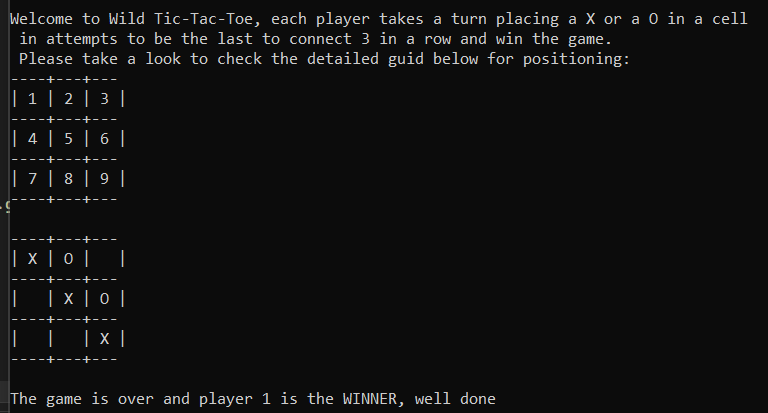 Welcome to Wild Tic-Tac-Toe, each player takes a turn placing a X or a O in a cell
in attempts to be the last to connect 3 in a row and win the game.
Please take a look to check the detailed guid below for positioning:
----+---+---
| 1 | 2 | 3 |
----+---+---
| 4 | 5 | 6 |
----+---+---
| 7 | 8 | 9 |
----+---+---
----+---+---
| X | O |   |
----+---+---
|   | X | O |
----+---+---
|   |   | X |
----+---+---
The game is over and player 1 is the WINNER, well done